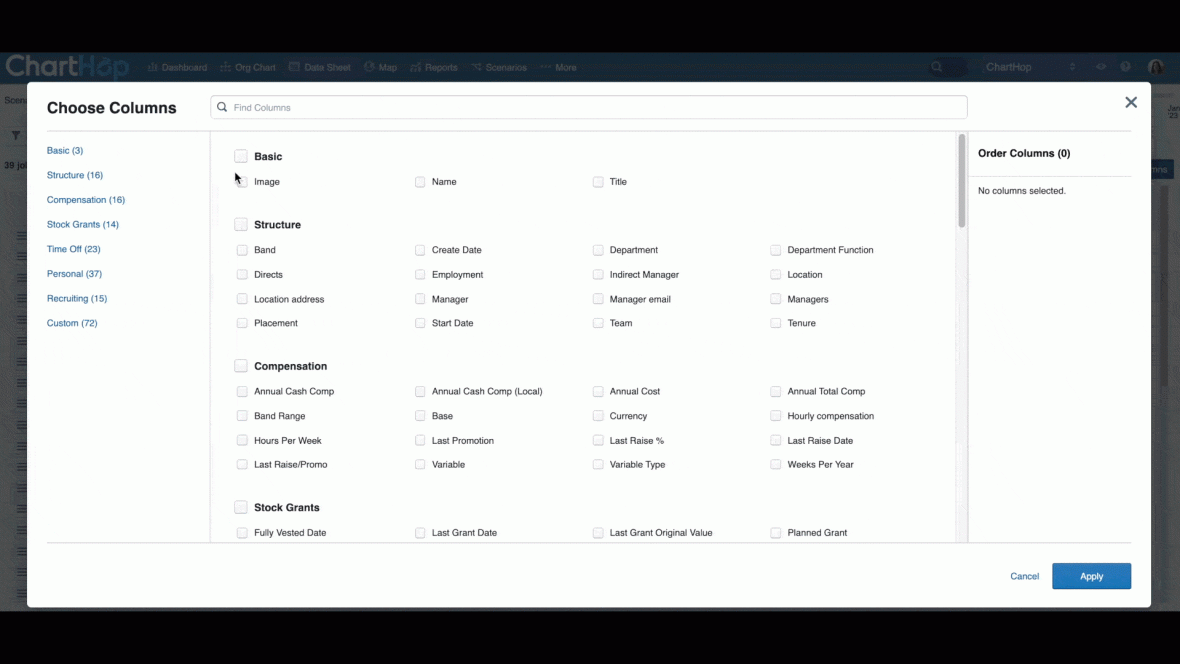 ChartHop Dashboard Org Chart Data Sheet Map Reports Scenarios More ChartHop
Choose Columns
Find Columns
Basic (3)
Structure (16)
Compensation (16)
Stock Grants (14)
Time Off (23)
Personal (37)
Recruiting (15)
Custom (72)
Basic
Image Name Title
Structure
Band Create Date Department Department Function
Directs Employment Indirect Manager Location
Location address Manager Manager email Managers
Placement Start Date Team Tenure
Compensation
Annual Cash Comp Annual Cash Comp (Local) Annual Cost Annual Total Comp
Band Range Base Currency Hourly compensation
Hours Per Week Last Promotion Last Raise % Last Raise Date
Last Raise/Promo Variable Variable Type Weeks Per Year
Stock Grants
Fully Vested Date Last Grant Date Last Grant Original Value Planned Grant
Order Columns (0)
No columns selected.
Cancel Apply